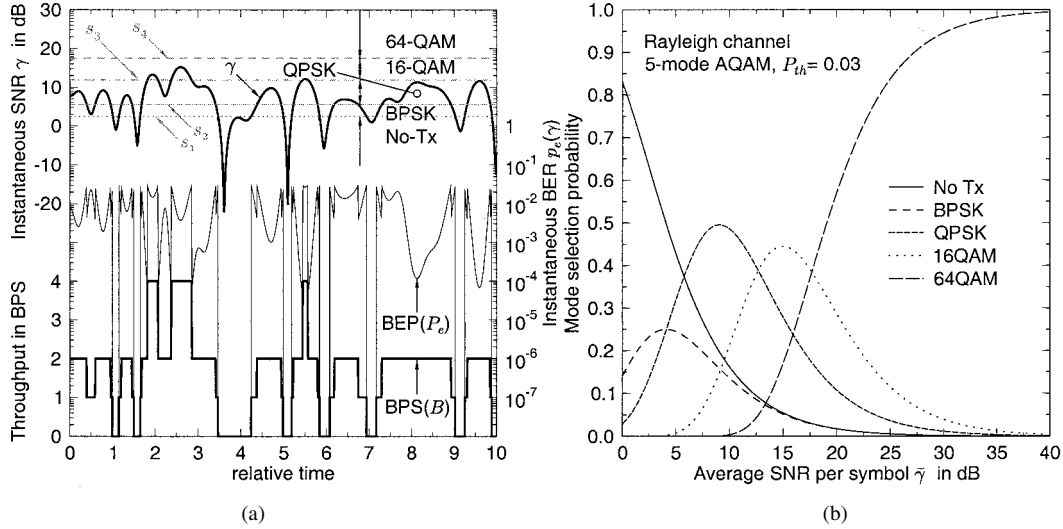 Instantaneous SNR γ in dB
Throughput in BPS
30
20
10
0
-10
-20
4
2
0
s₁
s₂
s₃
s₄
γ
64-QAM
16-QAM
QPSK
BPSK
No-Tx
BEP(Pₑ)
BPS(B)
1
10⁻¹
10⁻²
10⁻³
10⁻⁴
10⁻⁵
10⁻⁶
10⁻⁷
Instantaneous BER pₑ(γ)
0 1 2 3 4 5 6 7 8 9 10
relative time
(a)
Mode selection probability
1.0
0.9
0.8
0.7
0.6
0.5
0.4
0.3
0.2
0.1
0.0
Rayleigh channel
5-mode AQAM, Pₜₕ= 0.03
No Tx
BPSK
QPSK
16QAM
64QAM
0 5 10 15 20 25 30 35 40
Average SNR per symbol γ̄ in dB
(b)